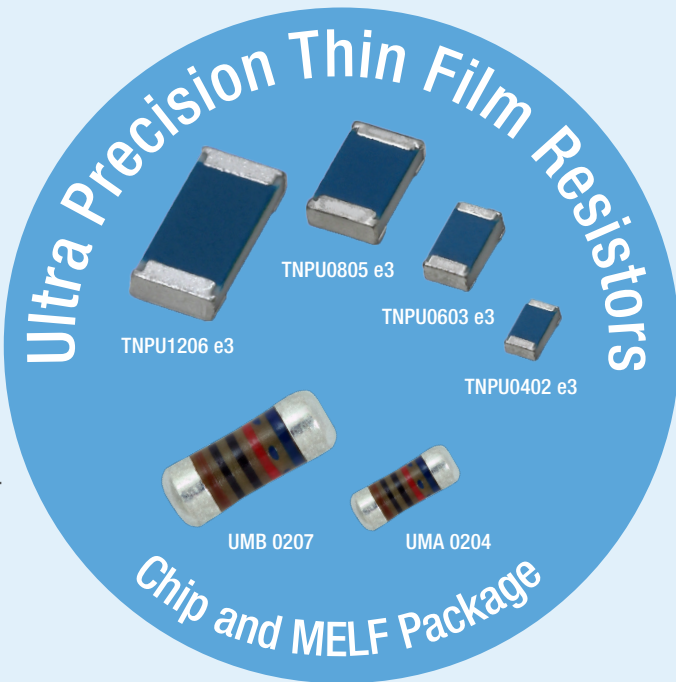 Ultra Precision Thin Film Resistors
TNPU0805 e3
TNPU0603 e3
TNPU1206 e3
TNPU0402 e3
UMB 0207
UMA 0204
Chip and MELF Package